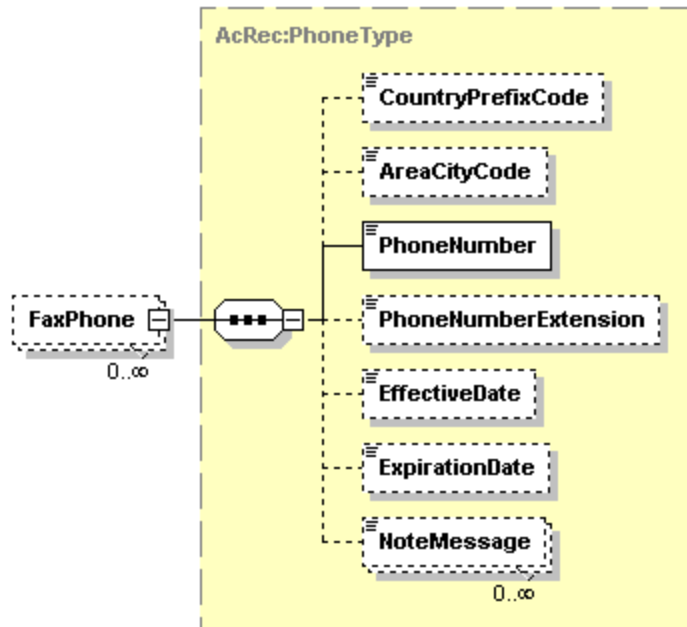 AcRec:PhoneType
CountryPrefixCode
AreaCityCode
PhoneNumber
FaxPhone
0..∞
PhoneNumberExtension
EffectiveDate
ExpirationDate
NoteMessage
0..∞